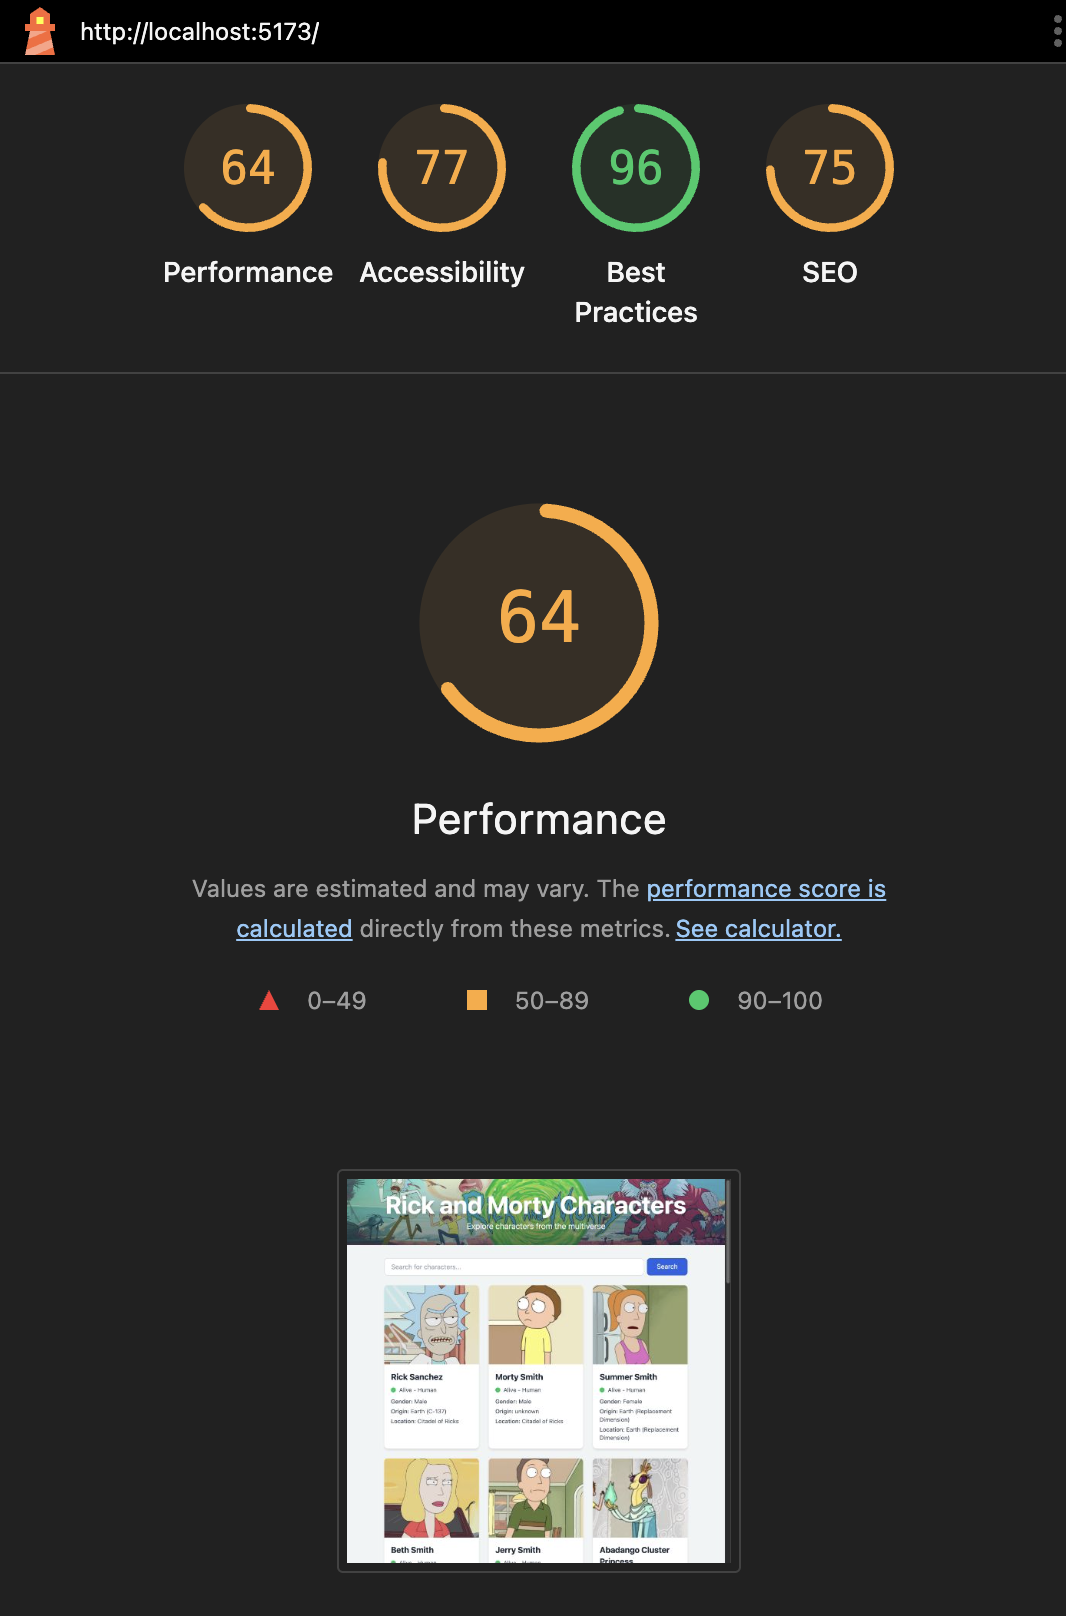 http://localhost:5173/
64
77
96
75
Performance
Accessibility
Best
Practices
SEO
64
Performance
Values are estimated and may vary. The performance score is
calculated directly from these metrics. See calculator.
0–49
50–89
90–100
Rick and Morty Characters
Explore characters from the multiverse
Search for characters...
Search
Rick Sanchez
Alive - Human
Gender: Male
Origin: Earth (C-137)
Location: Citadel of Ricks
Morty Smith
Alive - Human
Gender: Male
Origin: unknown
Location: Citadel of Ricks
Summer Smith
Alive - Human
Gender: Female
Origin: Earth (Replacement
Dimension)
Location: Earth (Replacement
Dimension)
Beth Smith
Alive - Human
Jerry Smith
Alive - Human
Abadango Cluster
Princess